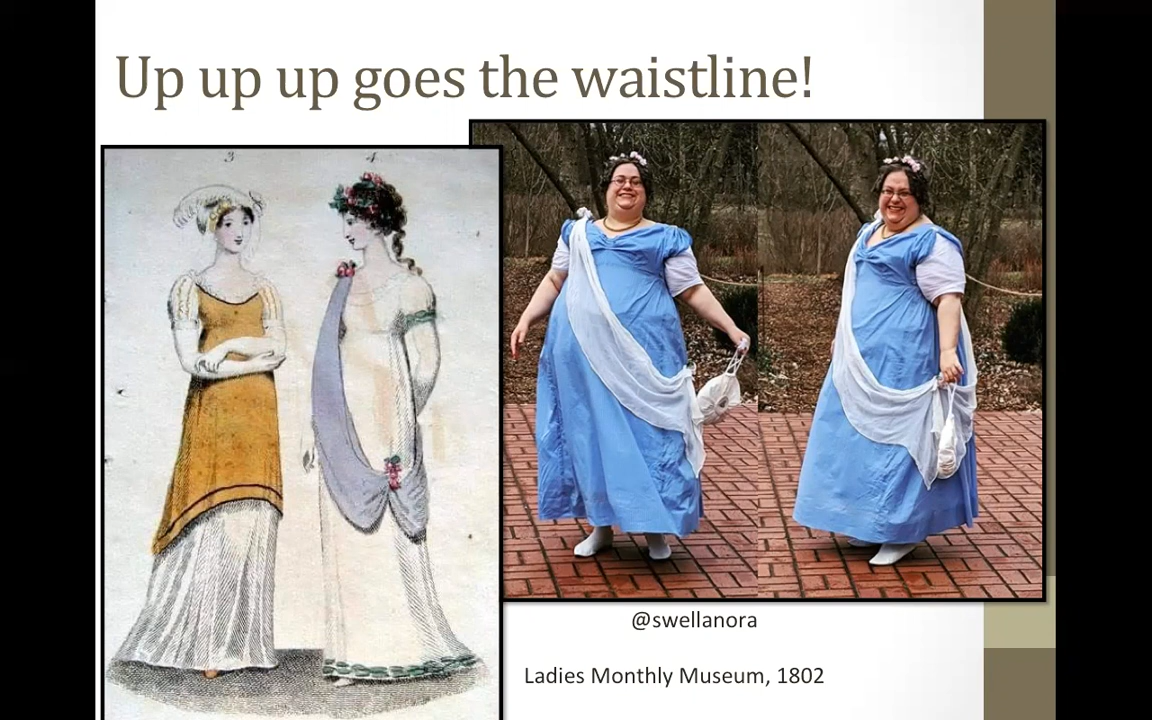 Up up up goes the waistline!
3
4
@swellanora
Ladies Monthly Museum, 1802